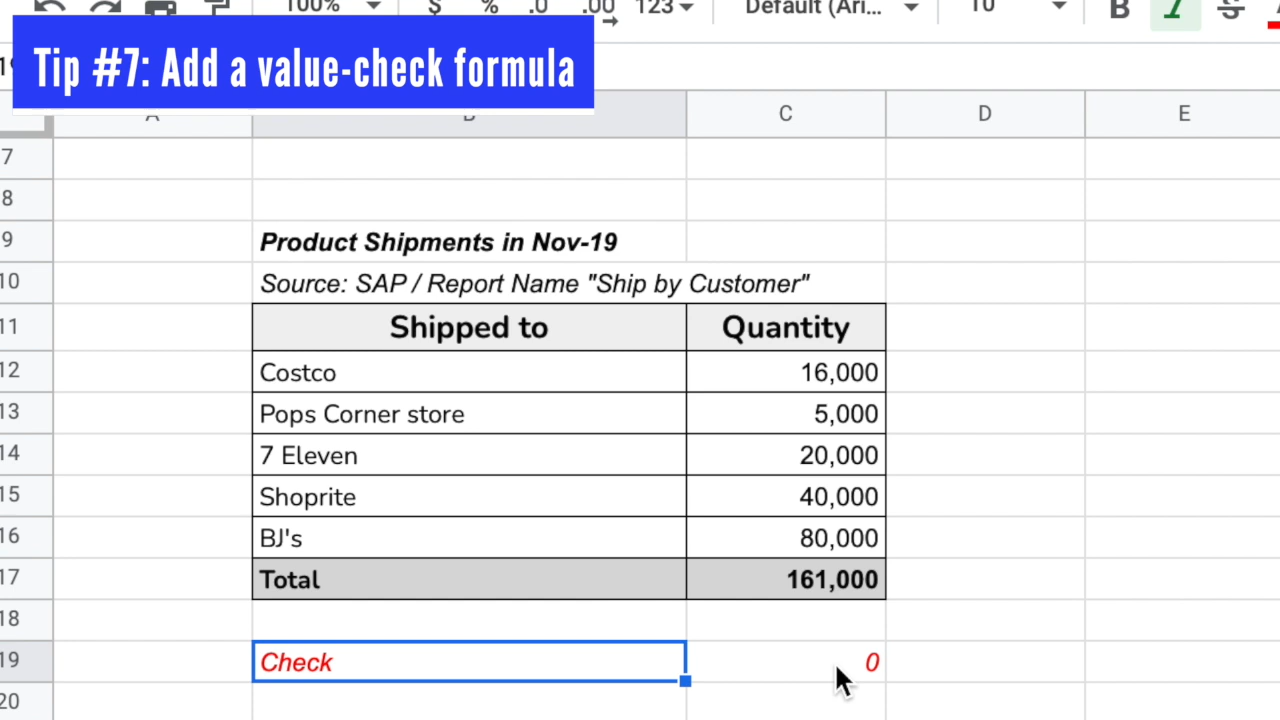 100% $ % .0 .00 123 Default (Ari... 10 B I S
Tip #7: Add a value-check formula
C D E
7
8
9 Product Shipments in Nov-19
10 Source: SAP / Report Name "Ship by Customer"
11 Shipped to Quantity
12 Costco 16,000
13 Pops Corner store 5,000
14 7 Eleven 20,000
15 Shoprite 40,000
16 BJ's 80,000
17 Total 161,000
18
19 Check 0
20